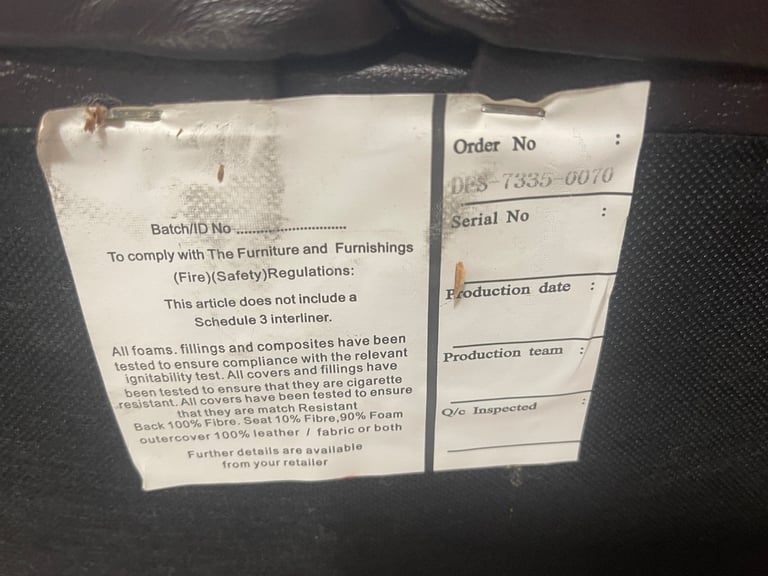 Batch/ID No ..............................
To comply with The Furniture and Furnishings
(Fire)(Safety)Regulations:
This article does not include a
Schedule 3 interliner.
All foams. fillings and composites have been
tested to ensure compliance with the relevant
ignitability test. All covers and fillings have
been tested to ensure that they are cigarette
.resistant. All covers have been tested to ensure
that they are match Resistant
Back 100% Fibre. Seat 10% Fibre,90% Foam
outercover 100% leather / fabric or both
Further details are available
from your retailer
Order No :
DPS-7335-0070
Serial No :
Production date :
Production team :
Q/c Inspected :